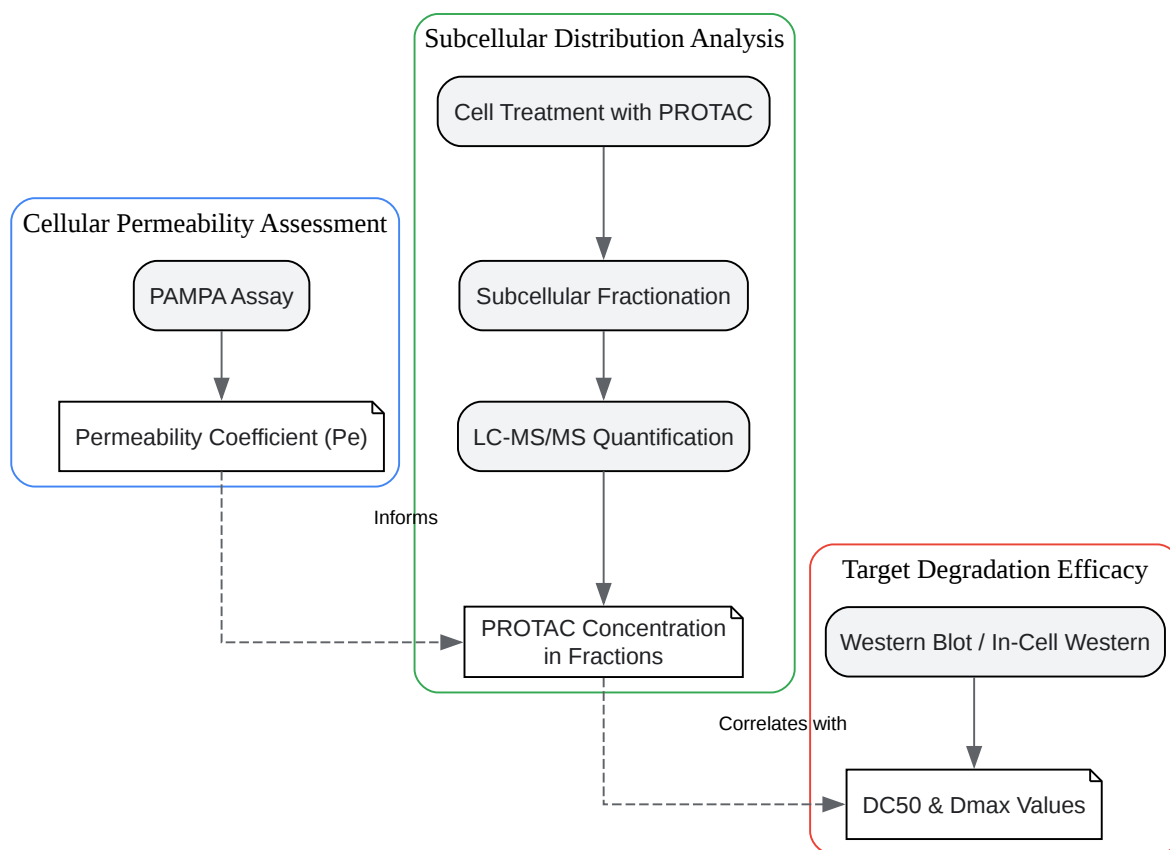 Subcellular Distribution Analysis
Cell Treatment with PROTAC
Cellular Permeability Assessment
PAMPA Assay
Subcellular Fractionation
Permeability Coefficient (Pe)
LC-MS/MS Quantification
Informs
Target Degradation Efficacy
PROTAC Concentration
in Fractions
Western Blot / In-Cell Western
Correlates with
DC50 & Dmax Values